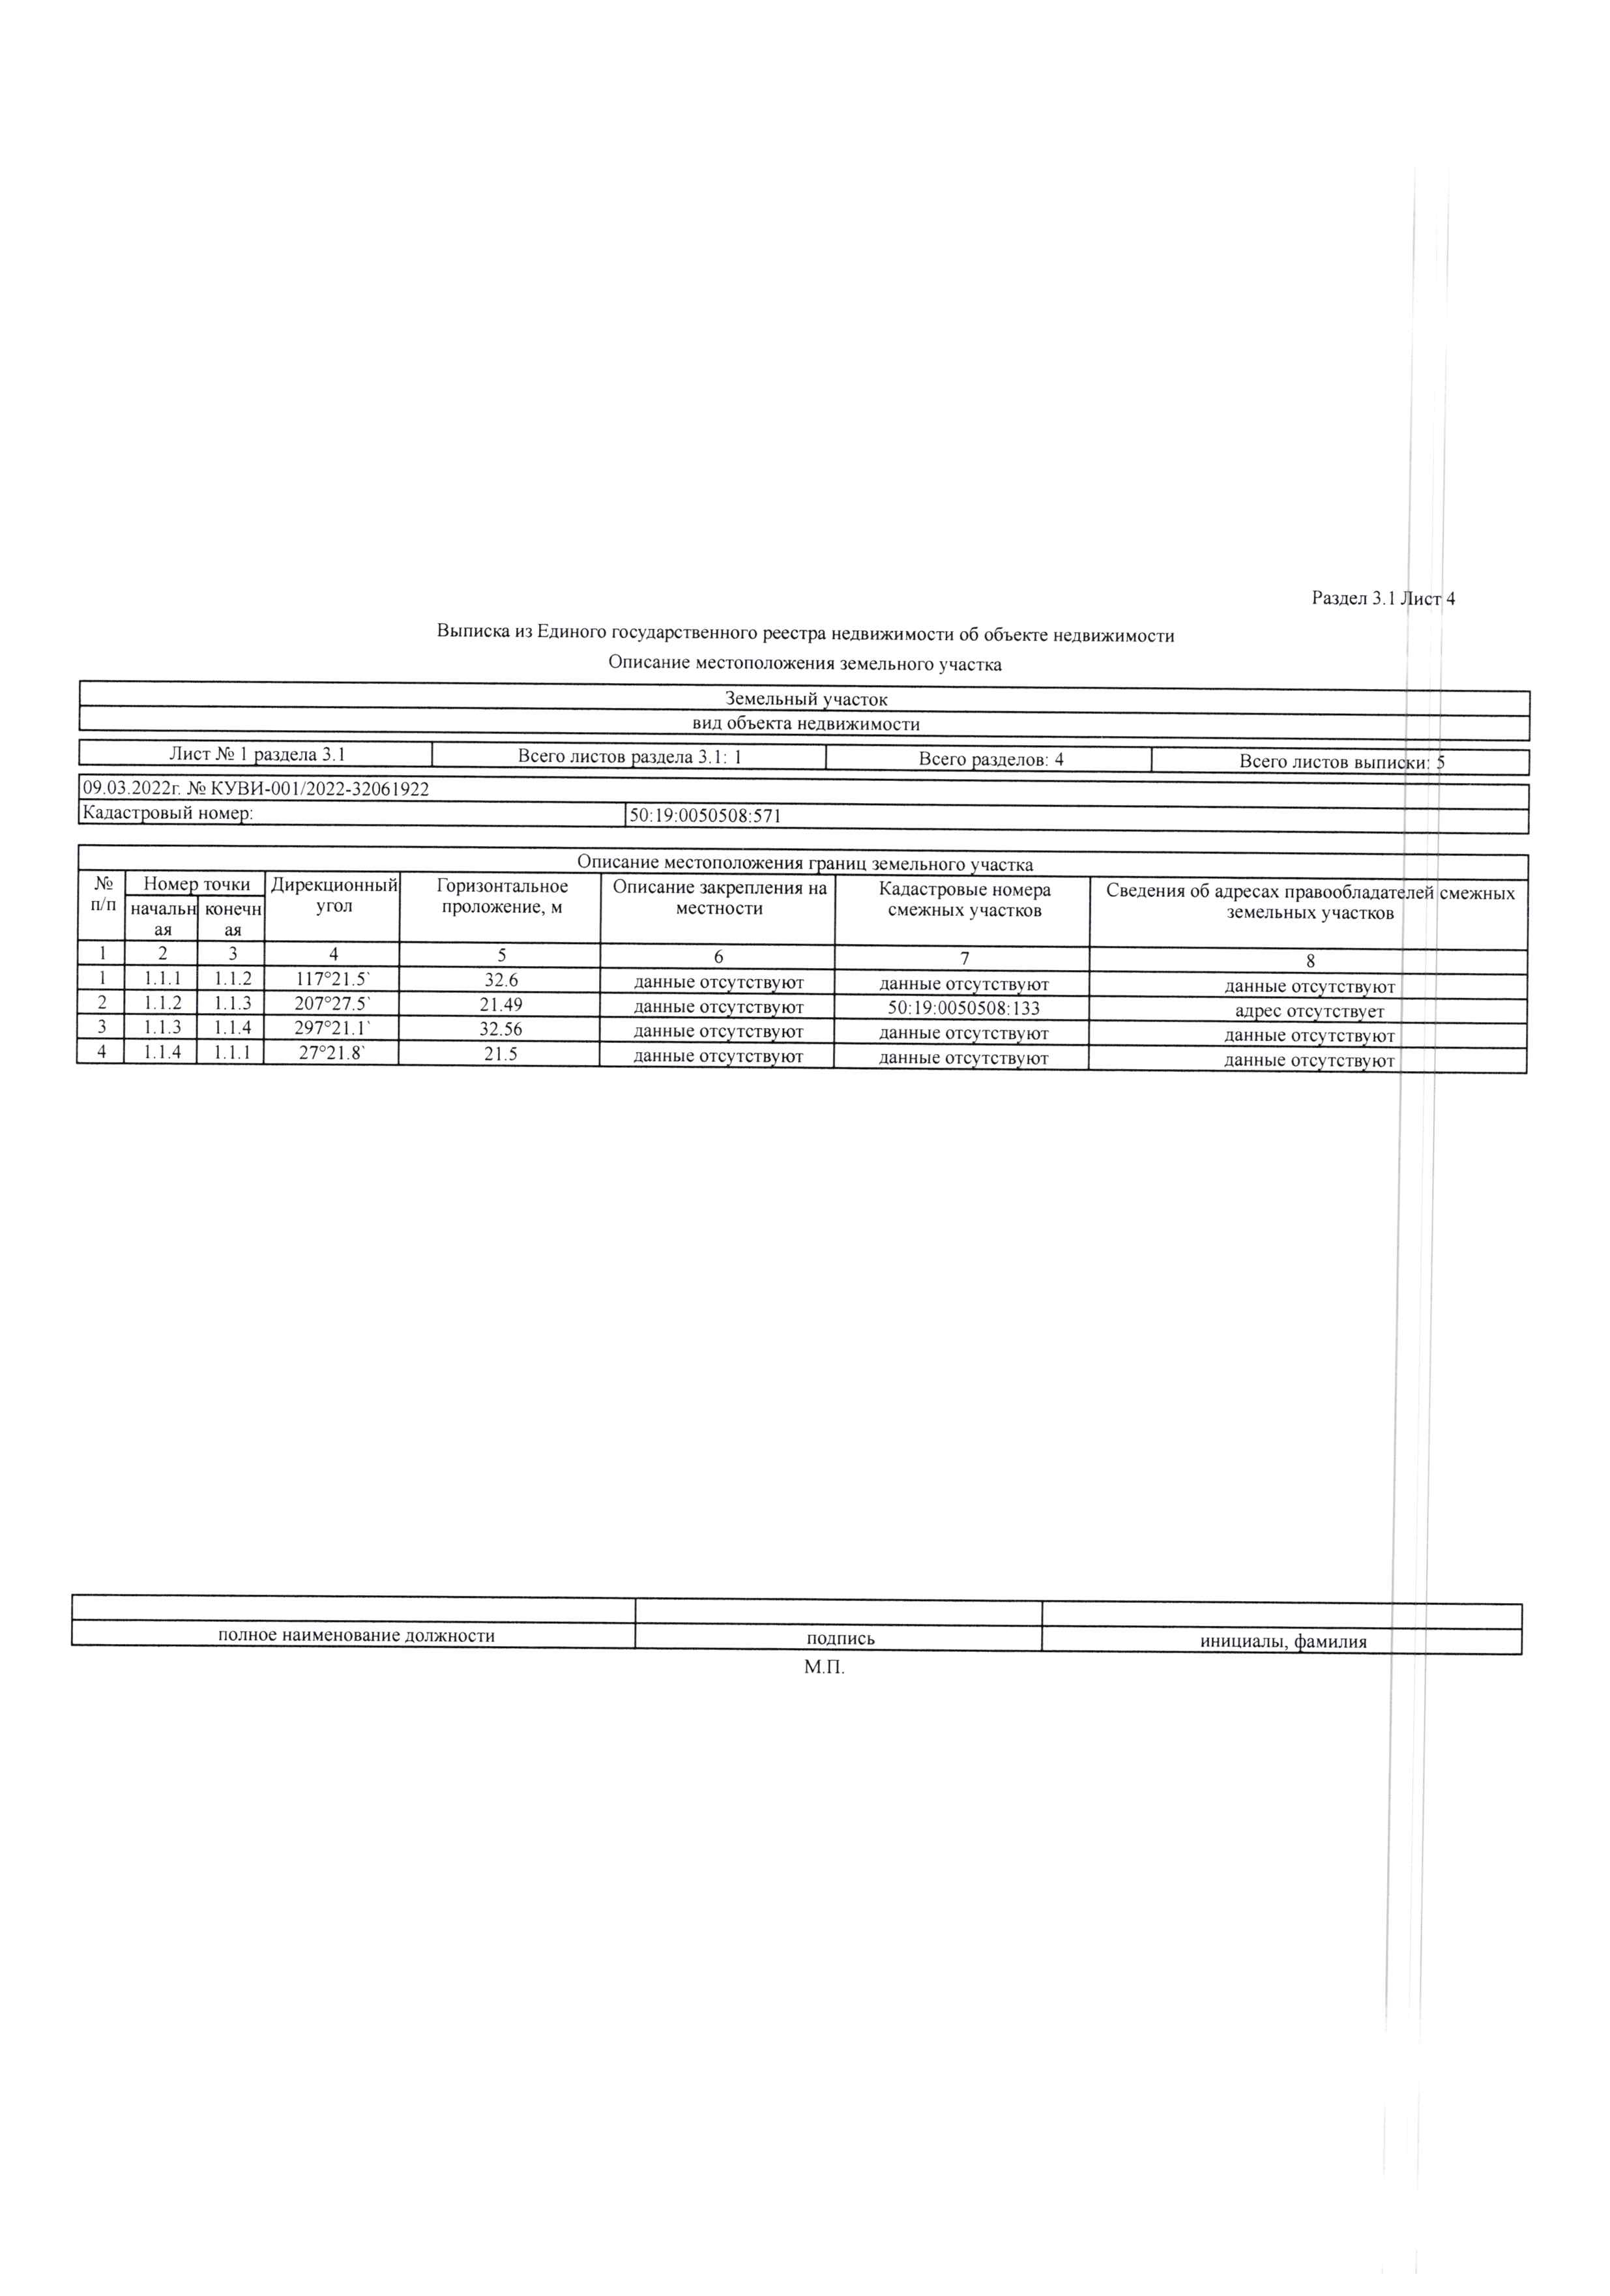 Раздел 3.1 Лист 4
Выписка из Единого государственного реестра недвижимости об объекте недвижимости
Описание местоположения земельного участка
Земельный участок
вид объекта недвижимости
Лист № 1 раздела 3.1 Всего листов раздела 3.1: 1 Всего разделов: 4 Всего листов выписки: 5
09.03.2022г. № КУВИ-001/2022-32061922
Кадастровый номер: 50:19:0050508:571
Описание местоположения границ земельного участка
№ п/п Номер точки Дирекционный угол Горизонтальное проложение, м Описание закрепления на местности Кадастровые номера смежных участков Сведения об адресах правообладателей смежных земельных участков
начальн ая конечн ая
1 2 3 4 5 6 7 8
1 1.1.1 1.1.2 117°21.5` 32.6 данные отсутствуют данные отсутствуют данные отсутствуют
2 1.1.2 1.1.3 207°27.5` 21.49 данные отсутствуют 50:19:0050508:133 адрес отсутствует
3 1.1.3 1.1.4 297°21.1` 32.56 данные отсутствуют данные отсутствуют данные отсутствуют
4 1.1.4 1.1.1 27°21.8` 21.5 данные отсутствуют данные отсутствуют данные отсутствуют
полное наименование должности подпись инициалы, фамилия
М.П.